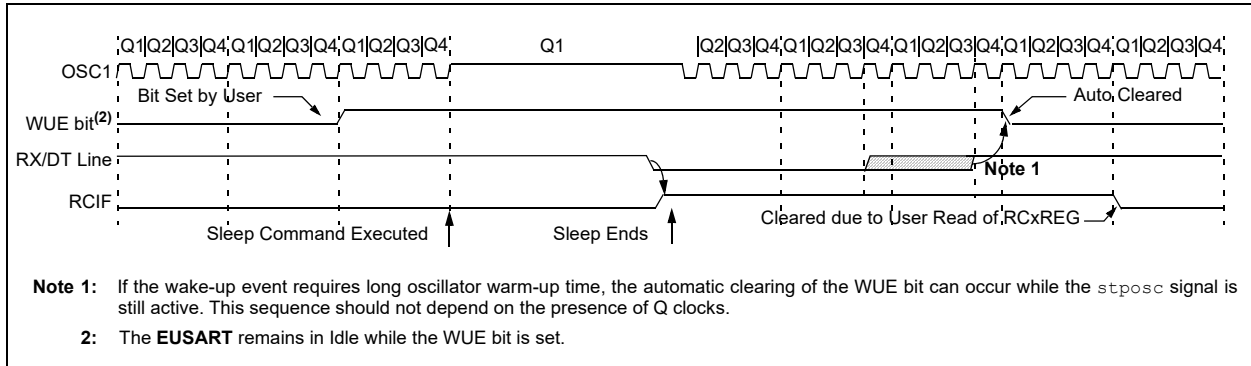 Q1|Q2|Q3|Q4|Q1|Q2|Q3|Q4|Q1|Q2|Q3|Q4 Q1 |Q2|Q3|Q4|Q1|Q2|Q3|Q4|Q1|Q2|Q3|Q4|Q1|Q2|Q3|Q4|Q1|Q2|Q3|Q4
OSC1
Bit Set by User Auto Cleared
WUE bit(2)
RX/DT Line
Note 1
RCIF
Cleared due to User Read of RCxREG
Sleep Command Executed Sleep Ends
Note 1: If the wake-up event requires long oscillator warm-up time, the automatic clearing of the WUE bit can occur while the stposc signal is
still active. This sequence should not depend on the presence of Q clocks.
2: The EUSART remains in Idle while the WUE bit is set.